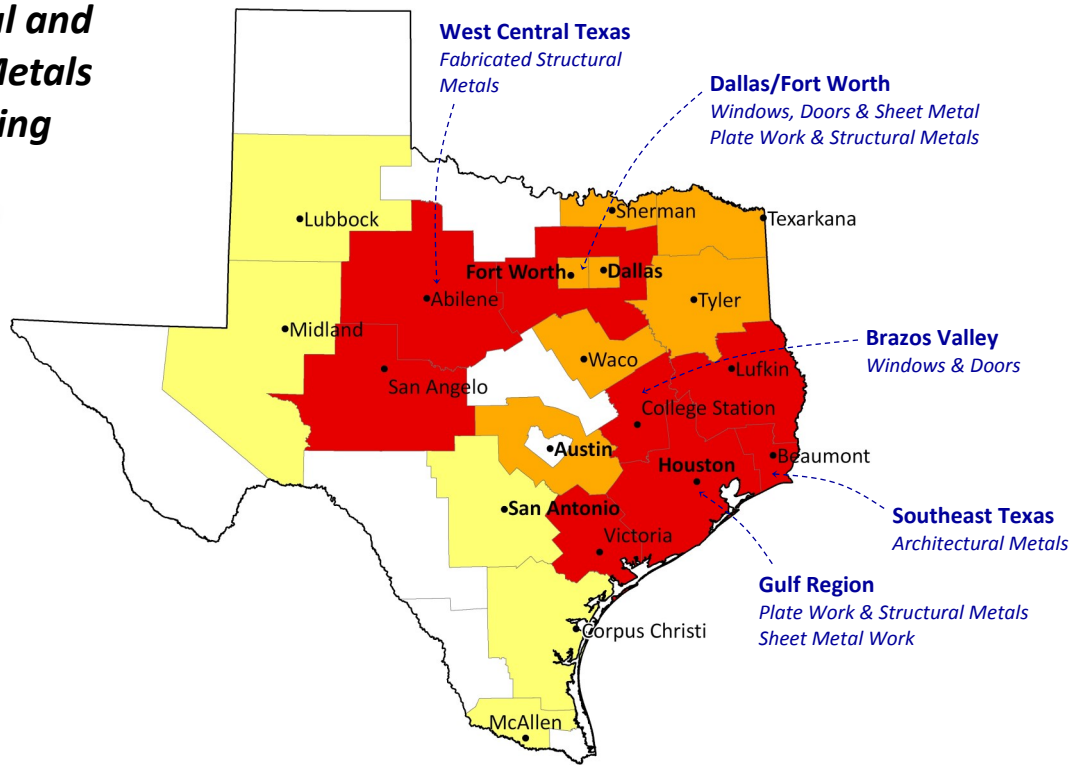 al and
Metals
ing
West Central Texas
Fabricated Structural
Metals
Dallas/Fort Worth
Windows, Doors & Sheet Metal
Plate Work & Structural Metals
Sherman
Texarkana
Lubbock
Fort Worth
Dallas
Abilene
Tyler
Midland
Brazos Valley
Windows & Doors
Waco
Lufkin
San Angelo
College Station
Austin
Houston
Beaumont
San Antonio
Southeast Texas
Architectural Metals
Victoria
Gulf Region
Plate Work & Structural Metals
Sheet Metal Work
Corpus Christi
McAllen